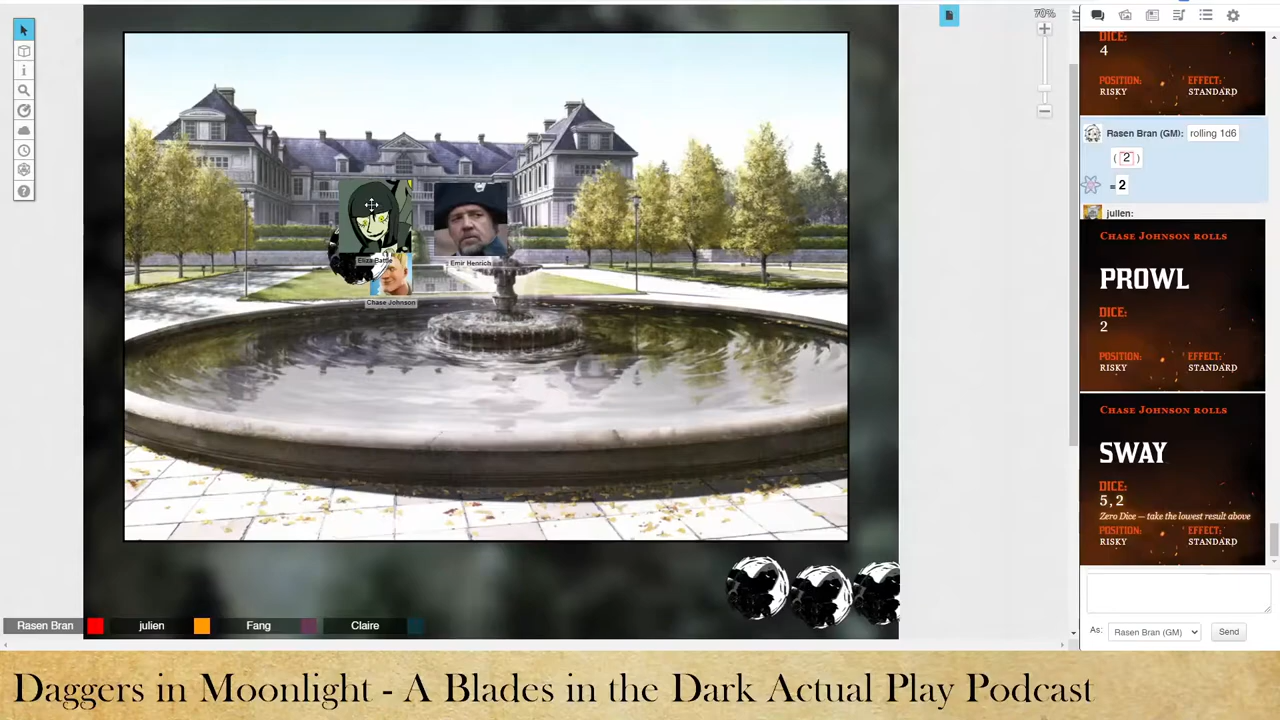 70%
DICE:
4
POSITION: EFFECT:
RISKY STANDARD
Rasen Bran (GM): rolling 1d6
(2)
=2
julien:
CHASE JOHNSON ROLLS
PROWL
DICE:
2
POSITION: EFFECT:
RISKY STANDARD
CHASE JOHNSON ROLLS
SWAY
DICE:
5, 2
Zero Dice — take the lowest result above
POSITION: EFFECT:
RISKY STANDARD
Eliza Battle
Emir Henrich
Chase Johnson
Rasen Bran julien Fang Claire
As: Rasen Bran (GM) Send
Daggers in Moonlight - A Blades in the Dark Actual Play Podcast